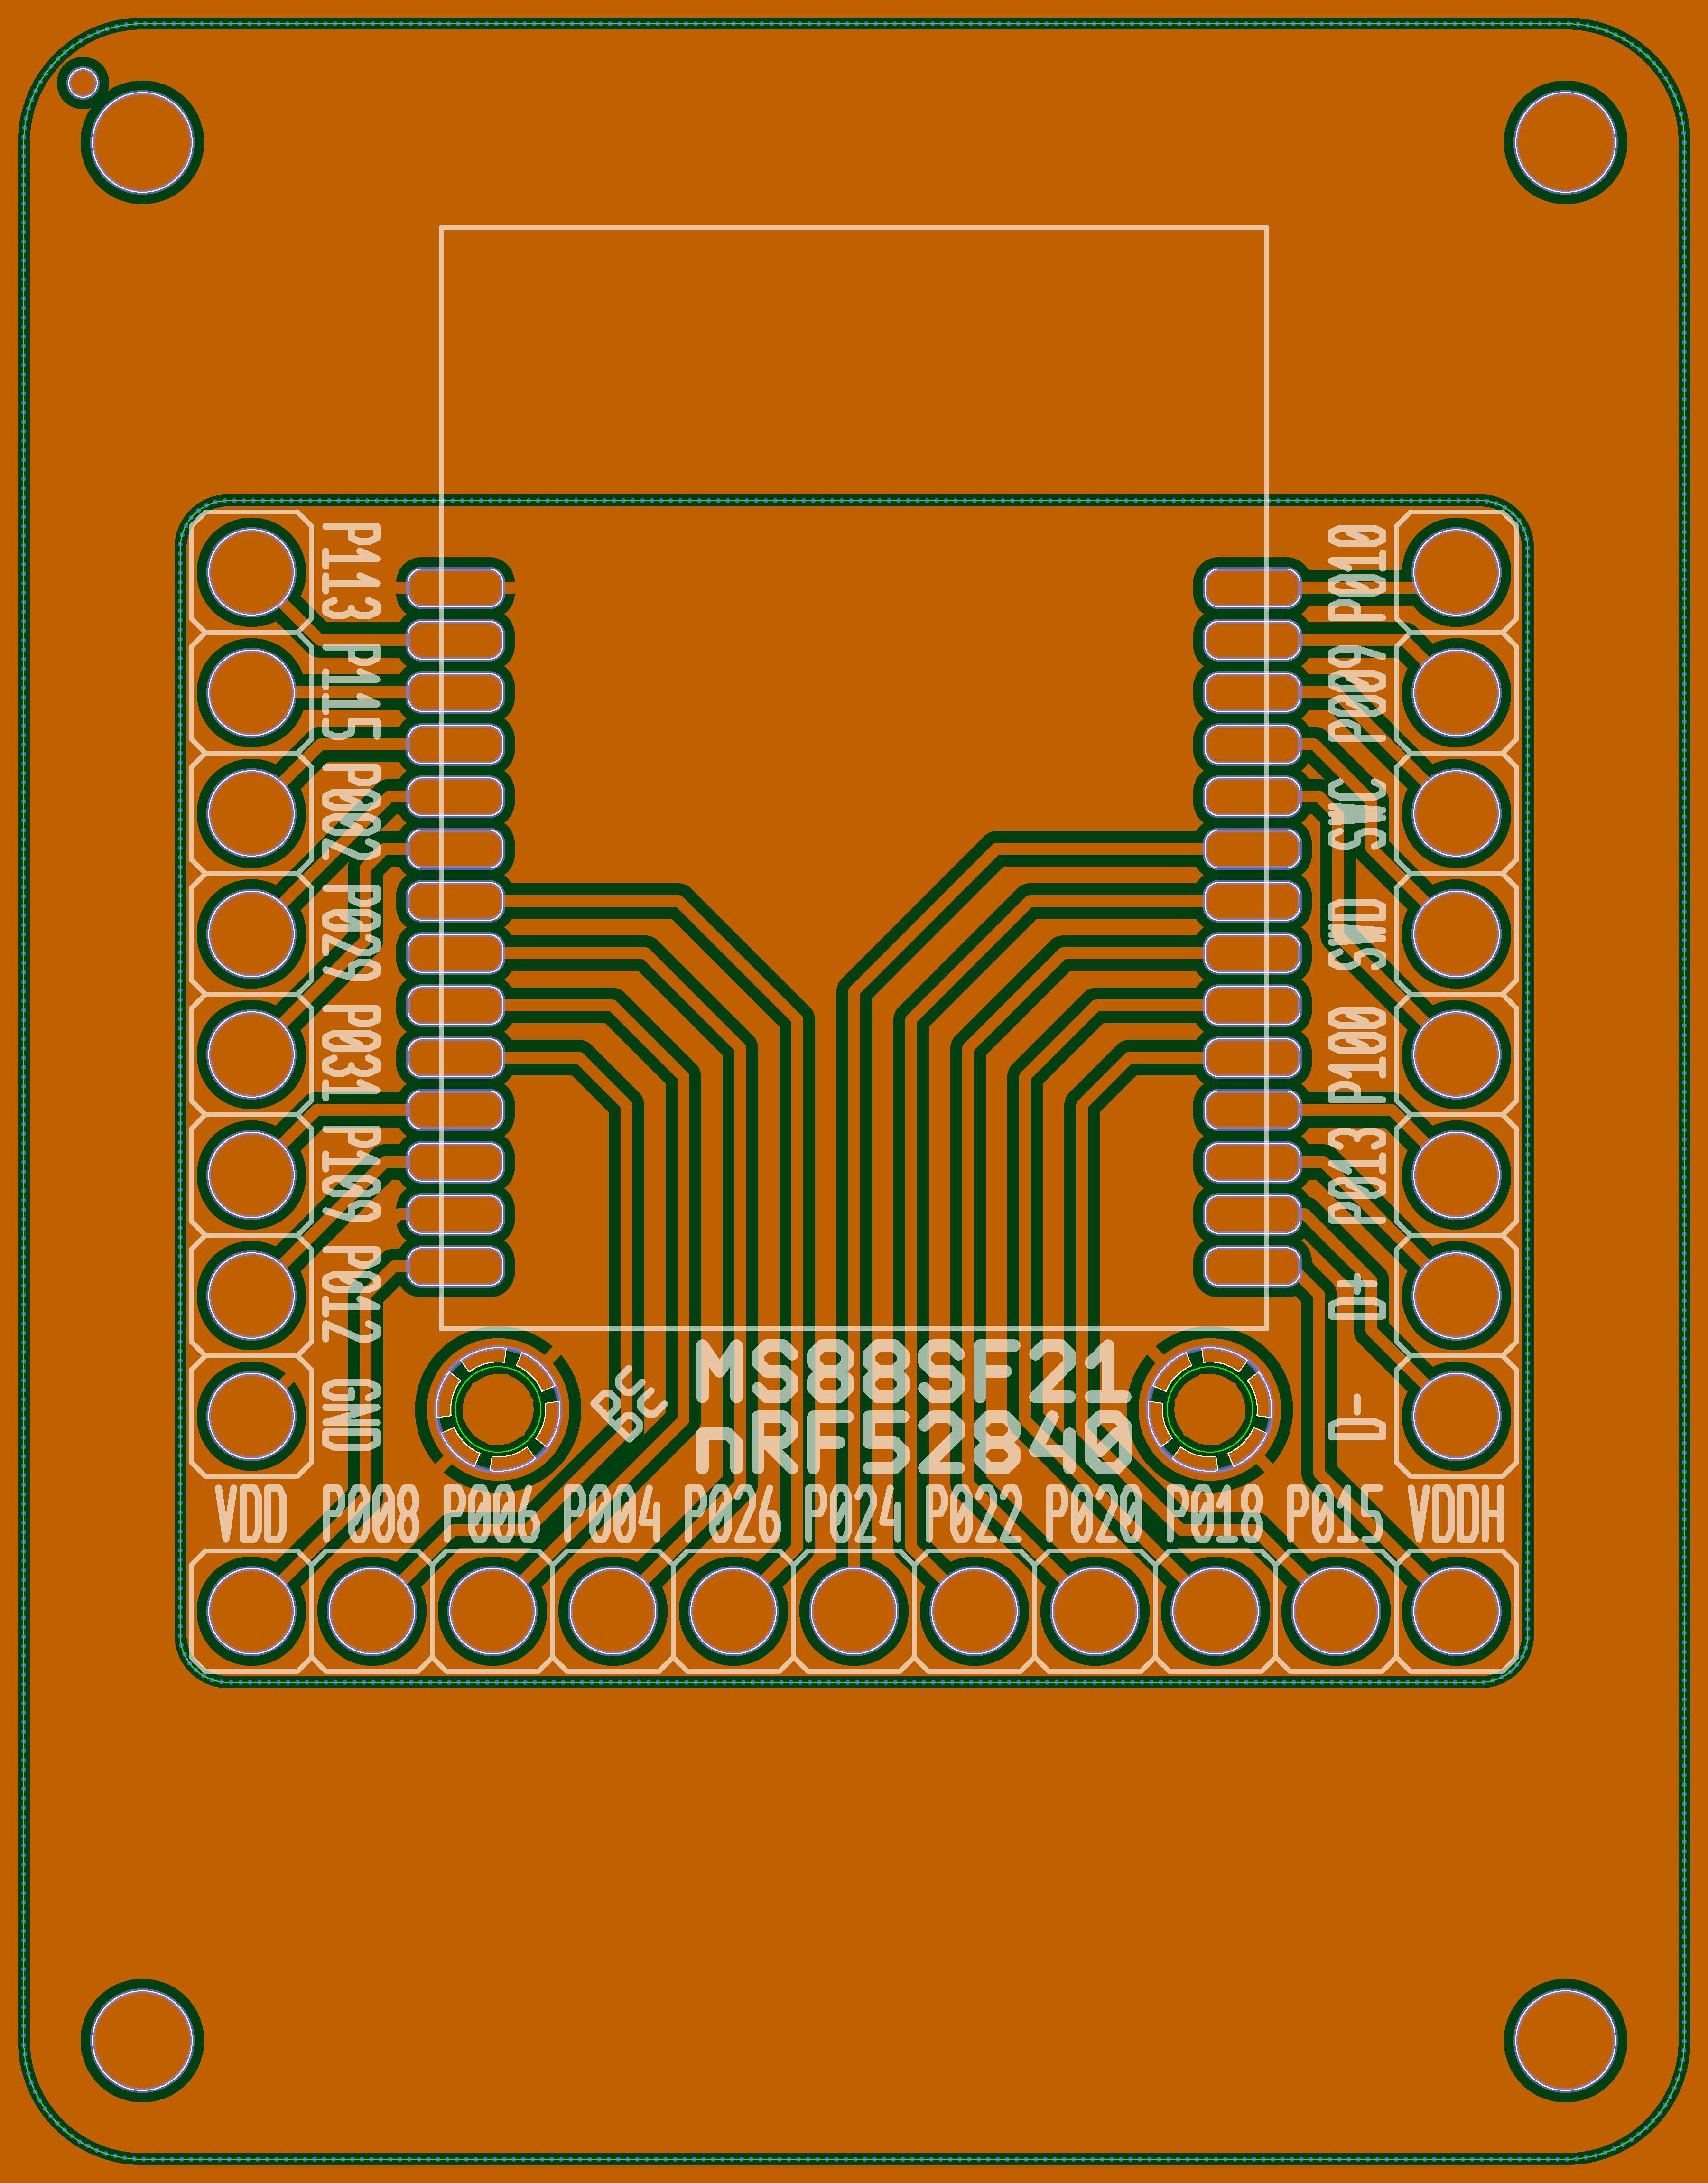 P113
P115
P002
P029
P031
P109
P012
GND
P010
P009
SWC
SWD
P100
P013
D+
D-
MS88SF21
nRF52840
BC
CC
VDD P008 P006 P004 P026 P024 P022 P020 P018 P015 VDDH